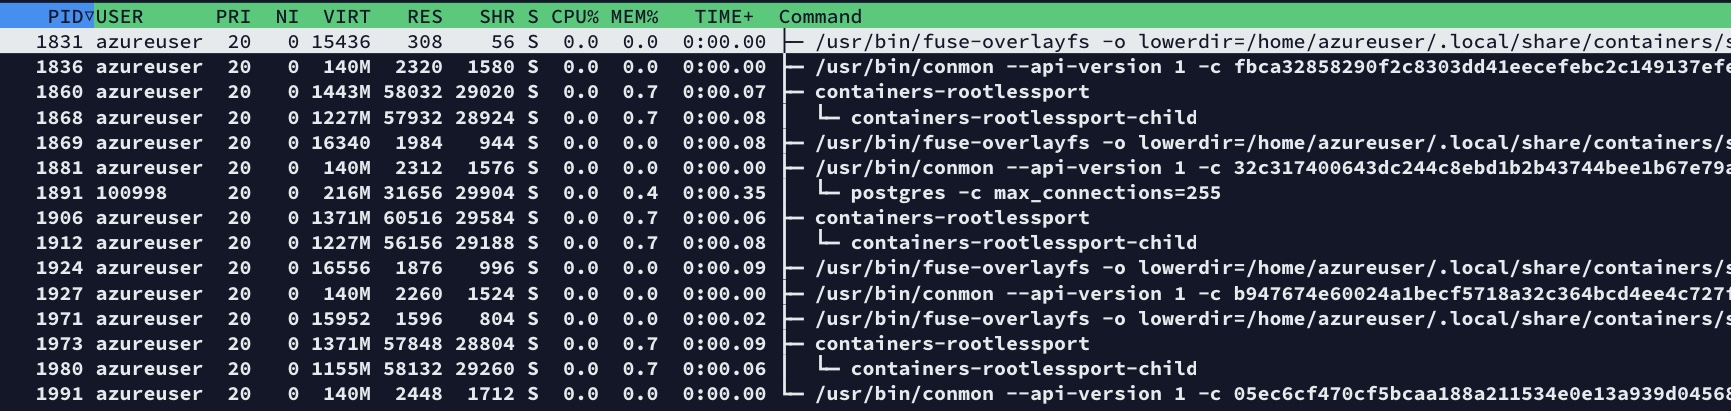 PID▽USER PRI NI VIRT RES SHR S CPU% MEM% TIME+ Command
1831 azureuser 20 0 15436 308 56 S 0.0 0.0 0:00.00 ├─ /usr/bin/fuse-overlayfs -o lowerdir=/home/azureuser/.local/share/containers/s
1836 azureuser 20 0 140M 2320 1580 S 0.0 0.0 0:00.00 ├─ /usr/bin/conmon --api-version 1 -c fbca32858290f2c8303dd41eecefebc2c149137efe
1860 azureuser 20 0 1443M 58032 29020 S 0.0 0.7 0:00.07 ├─ containers-rootlessport
1868 azureuser 20 0 1227M 57932 28924 S 0.0 0.7 0:00.08 │ └─ containers-rootlessport-child
1869 azureuser 20 0 16340 1984 944 S 0.0 0.0 0:00.08 ├─ /usr/bin/fuse-overlayfs -o lowerdir=/home/azureuser/.local/share/containers/s
1881 azureuser 20 0 140M 2312 1576 S 0.0 0.0 0:00.00 ├─ /usr/bin/conmon --api-version 1 -c 32c317400643dc244c8ebd1b2b43744bee1b67e79a
1891 100998 20 0 216M 31656 29904 S 0.0 0.4 0:00.35 │ └─ postgres -c max_connections=255
1906 azureuser 20 0 1371M 60516 29584 S 0.0 0.7 0:00.06 ├─ containers-rootlessport
1912 azureuser 20 0 1227M 56156 29188 S 0.0 0.7 0:00.08 │ └─ containers-rootlessport-child
1924 azureuser 20 0 16556 1876 996 S 0.0 0.0 0:00.09 ├─ /usr/bin/fuse-overlayfs -o lowerdir=/home/azureuser/.local/share/containers/s
1927 azureuser 20 0 140M 2260 1524 S 0.0 0.0 0:00.00 ├─ /usr/bin/conmon --api-version 1 -c b947674e60024a1becf5718a32c364bcd4ee4c727f
1971 azureuser 20 0 15952 1596 804 S 0.0 0.0 0:00.02 ├─ /usr/bin/fuse-overlayfs -o lowerdir=/home/azureuser/.local/share/containers/s
1973 azureuser 20 0 1371M 57848 28804 S 0.0 0.7 0:00.09 ├─ containers-rootlessport
1980 azureuser 20 0 1155M 58132 29260 S 0.0 0.7 0:00.06 │ └─ containers-rootlessport-child
1991 azureuser 20 0 140M 2448 1712 S 0.0 0.0 0:00.00 └─ /usr/bin/conmon --api-version 1 -c 05ec6cf470cf5bcaa188a211534e0e13a939d04568